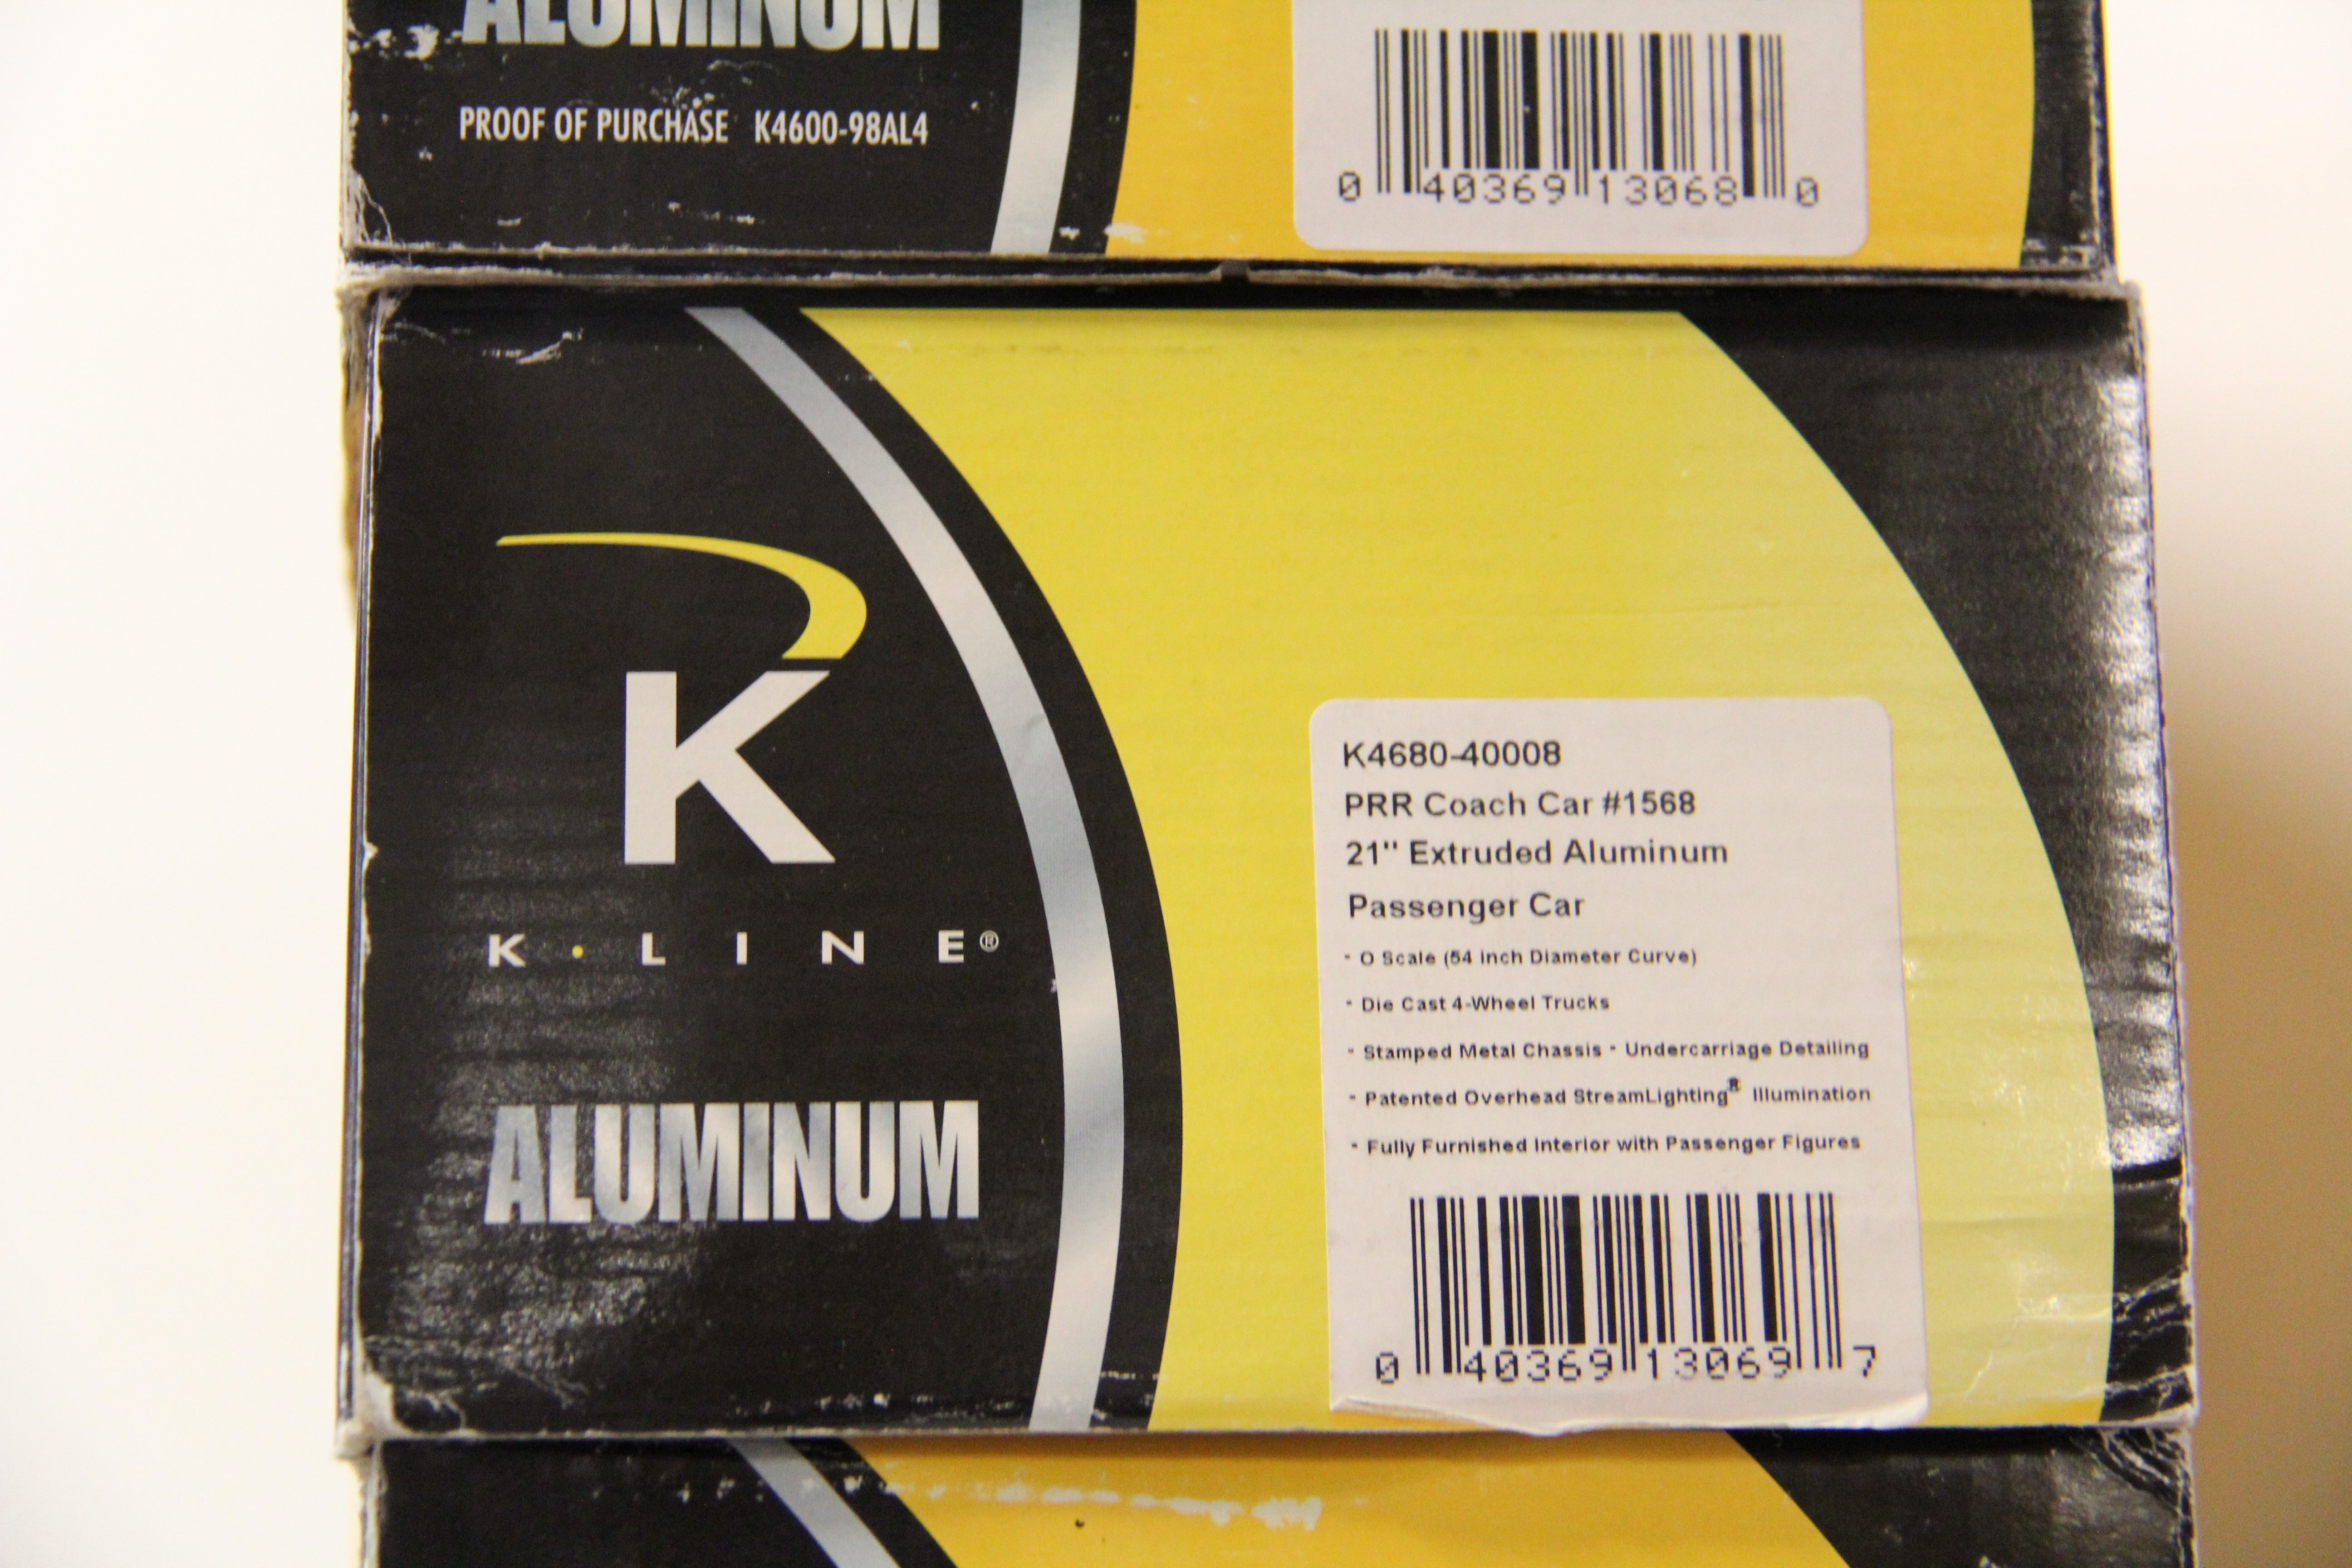 ALUMINUM
PROOF OF PURCHASE K4600-98AL4
0 40369 13068 0
K
K·LINE®
ALUMINUM
K4680-40008
PRR Coach Car #1568
21" Extruded Aluminum
Passenger Car
- O Scale (54 inch Diameter Curve)
- Die Cast 4-Wheel Trucks
- Stamped Metal Chassis - Undercarriage Detailing
- Patented Overhead StreamLighting® Illumination
- Fully Furnished Interior with Passenger Figures
0 40369 13069 7